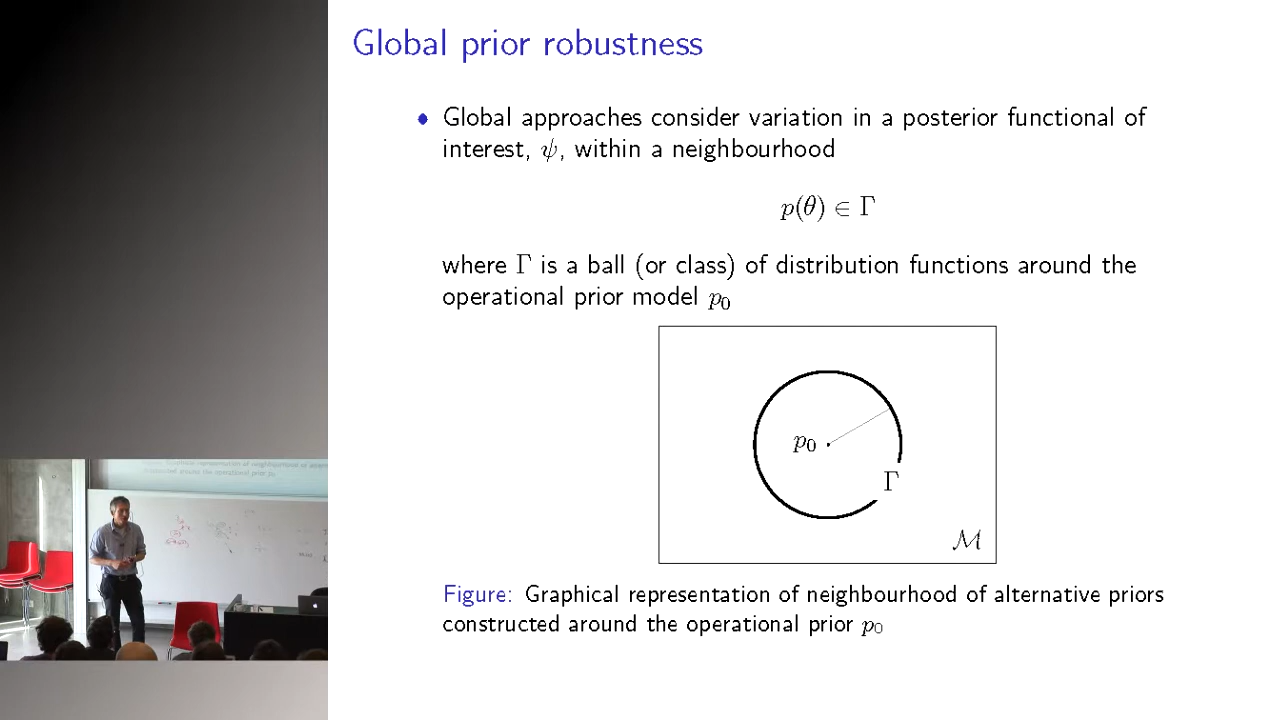 Global prior robustness
• Global approaches consider variation in a posterior functional of
interest, ψ, within a neighbourhood
p(θ) ∈ Γ
where Γ is a ball (or class) of distribution functions around the
operational prior model p₀
p₀
Γ
ℳ
Figure: Graphical representation of neighbourhood of alternative priors
constructed around the operational prior p₀